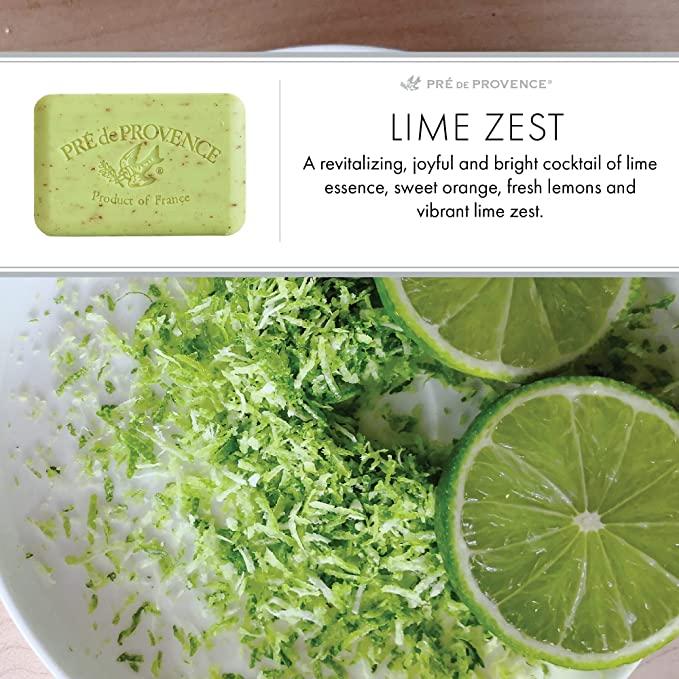 PRÉ de PROVENCE
®
Product of France
PRÉ DE PROVENCE®
LIME ZEST
A revitalizing, joyful and bright cocktail of lime
essence, sweet orange, fresh lemons and
vibrant lime zest.